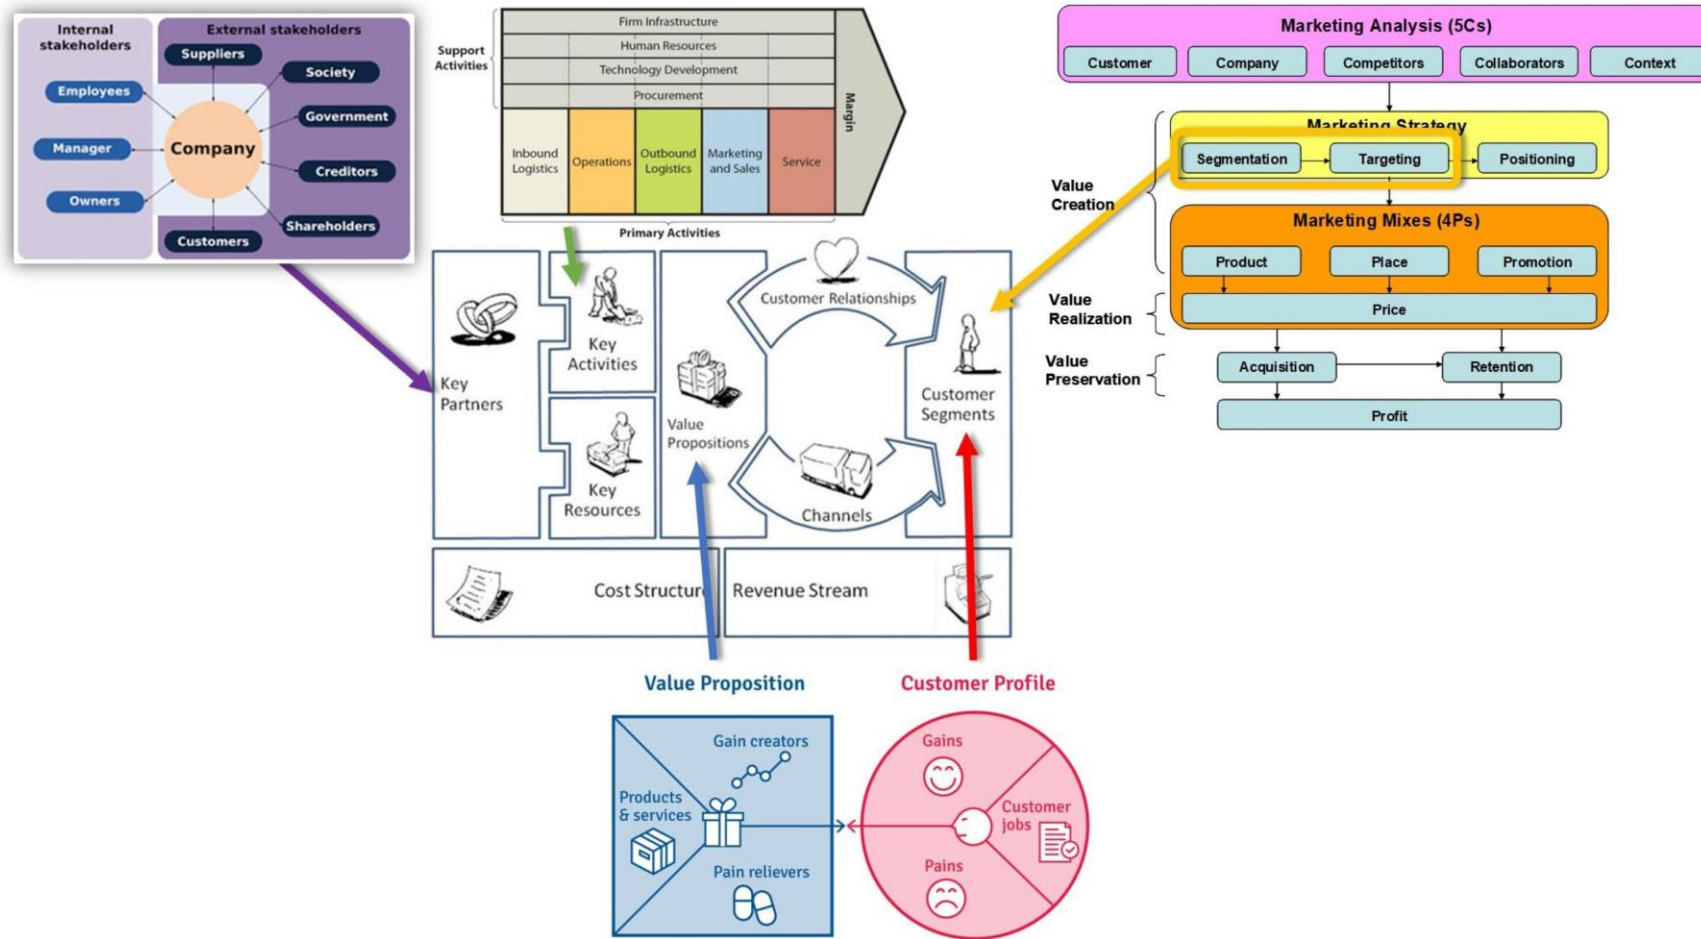 Internal
stakeholders
External stakeholders
Suppliers
Society
Employees
Government
Manager
Company
Creditors
Owners
Shareholders
Customers
Support
Activities
Firm Infrastructure
Human Resources
Technology Development
Procurement
Inbound
Logistics
Operations
Outbound
Logistics
Marketing
and Sales
Service
Margin
Primary Activities
Marketing Analysis (5Cs)
Customer
Company
Competitors
Collaborators
Context
Marketing Strategy
Segmentation
Targeting
Positioning
Value
Creation
Marketing Mixes (4Ps)
Product
Place
Promotion
Value
Realization
Price
Value
Preservation
Acquisition
Retention
Profit
Key
Partners
Key
Activities
Key
Resources
Value
Propositions
Customer Relationships
Channels
Customer
Segments
Cost Structure
Revenue Stream
Value Proposition
Gain creators
Products
& services
Pain relievers
Customer Profile
Gains
Customer
jobs
Pains